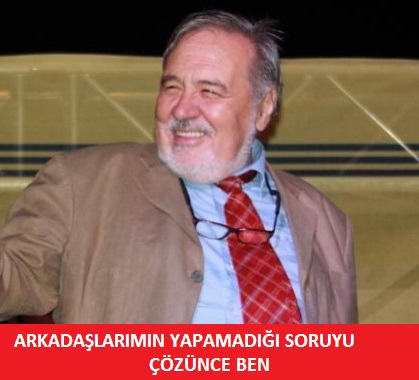 ARKADAŞLARIMIN YAPAMADIĞI SORUYU
ÇÖZÜNCE BEN